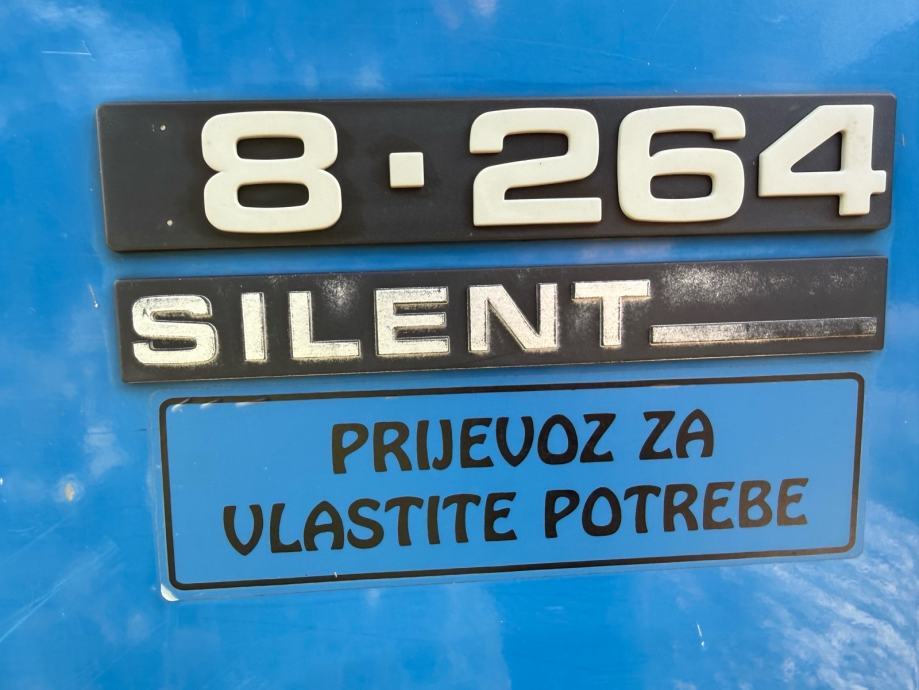 8·264
SILENT
PRIJEVOZ ZA
VLASTITE POTREBE